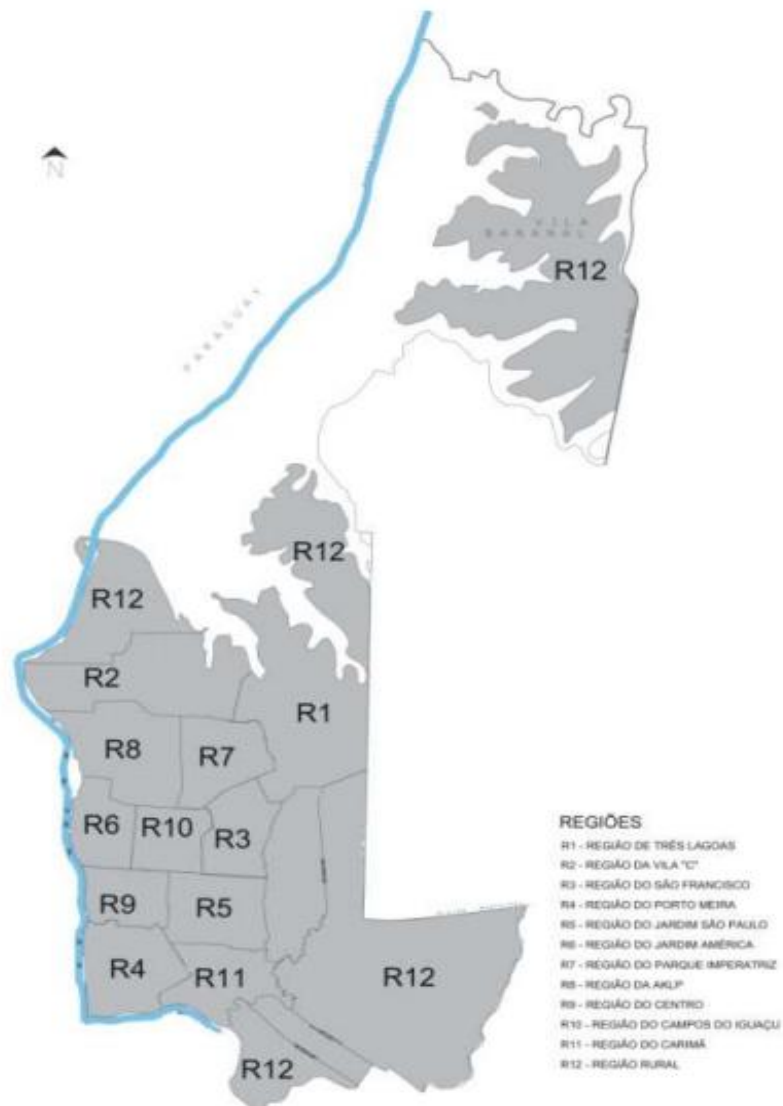 N
PARAGUAI
VILA
BANANAL
R12
R12
R12
R2
R1
R8
R7
R6
R10
R3
R9
R5
R4
R11
R12
R12
REGIÕES
R1 - REGIÃO DE TRÊS LAGOAS
R2 - REGIÃO DA VILA "C"
R3 - REGIÃO DO SÃO FRANCISCO
R4 - REGIÃO DO PORTO MEIRA
R5 - REGIÃO DO JARDIM SÃO PAULO
R6 - REGIÃO DO JARDIM AMÉRICA
R7 - REGIÃO DO PARQUE IMPERATRIZ
R8 - REGIÃO DA AKLP
R9 - REGIÃO DO CENTRO
R10 - REGIÃO DO CAMPOS DO IGUAÇU
R11 - REGIÃO DO CARIMÃ
R12 - REGIÃO RURAL